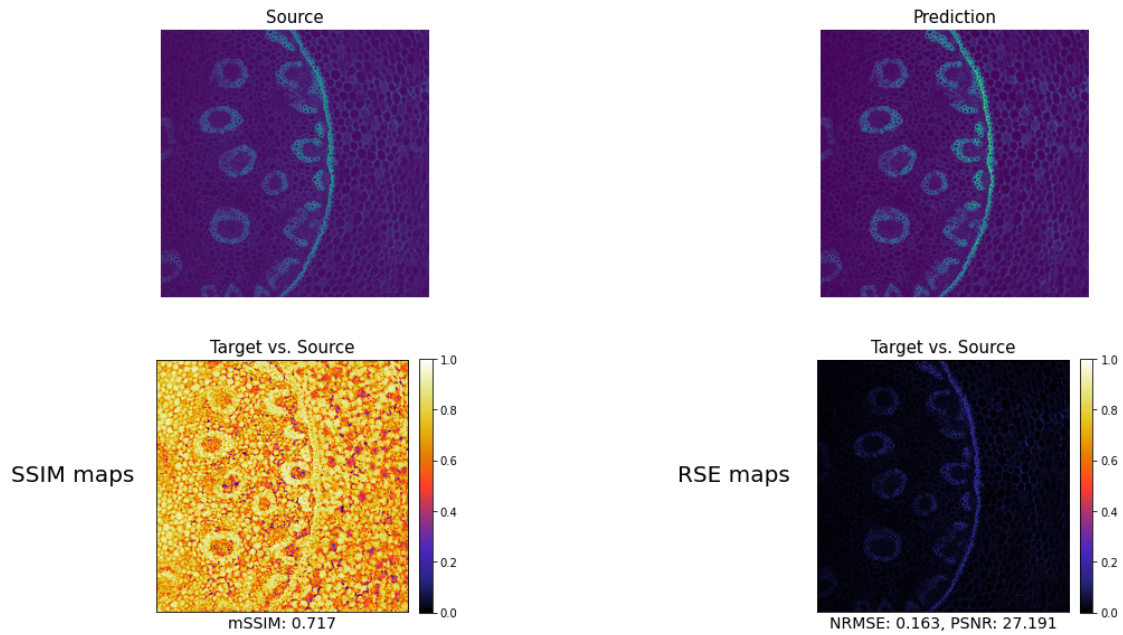 Source
Prediction
Target vs. Source
Target vs. Source
SSIM maps
1.0
0.8
0.6
0.4
0.2
0.0
mSSIM: 0.717
RSE maps
1.0
0.8
0.6
0.4
0.2
0.0
NRMSE: 0.163, PSNR: 27.191